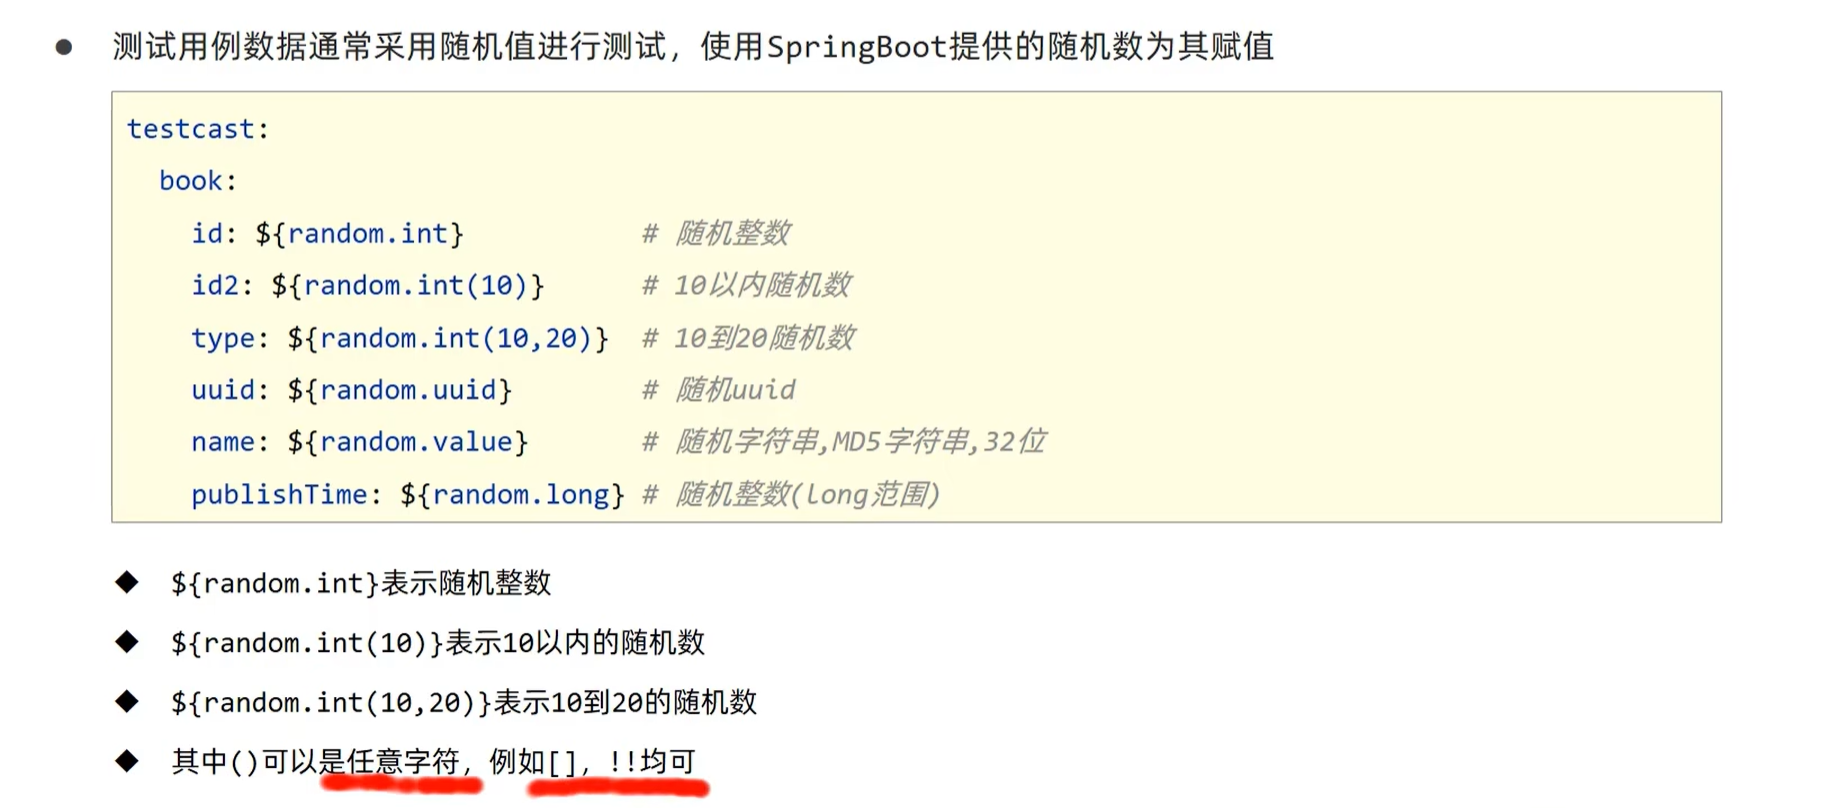 ● 测试用例数据通常采用随机值进行测试，使用SpringBoot提供的随机数为其赋值
testcast:
  book:
    id: ${random.int}           # 随机整数
    id2: ${random.int(10)}      # 10以内随机数
    type: ${random.int(10,20)}  # 10到20随机数
    uuid: ${random.uuid}        # 随机uuid
    name: ${random.value}       # 随机字符串,MD5字符串,32位
    publishTime: ${random.long} # 随机整数(long范围)
◆ ${random.int}表示随机整数
◆ ${random.int(10)}表示10以内的随机数
◆ ${random.int(10,20)}表示10到20的随机数
◆ 其中()可以是任意字符，例如[]，!!均可